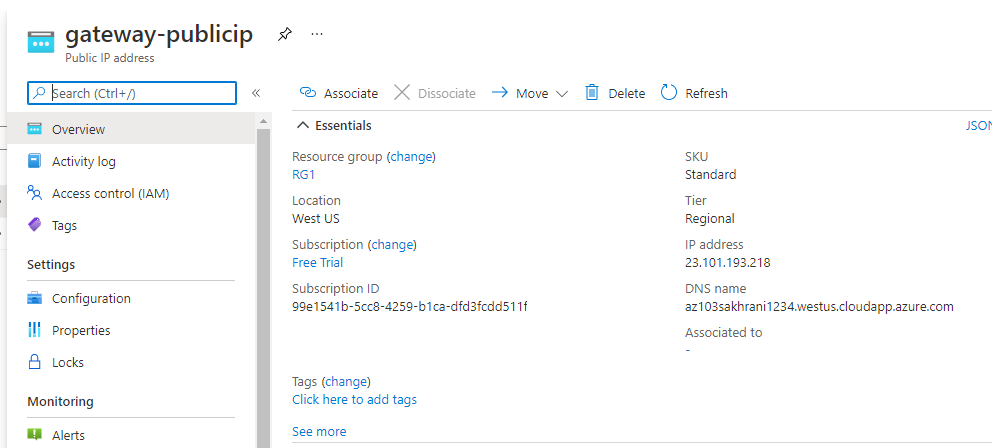 gateway-publicip
...
Public IP address
Search (Ctrl+/)
«
Associate Dissociate Move Delete Refresh
Overview
Activity log
Access control (IAM)
Tags
Settings
Configuration
Properties
Locks
Monitoring
Alerts
Essentials
JSON
Resource group (change)
RG1
Location
West US
Subscription (change)
Free Trial
Subscription ID
99e1541b-5cc8-4259-b1ca-dfd3fcdd511f
SKU
Standard
Tier
Regional
IP address
23.101.193.218
DNS name
az103sakhrani1234.westus.cloudapp.azure.com
Associated to
-
Tags (change)
Click here to add tags
See more